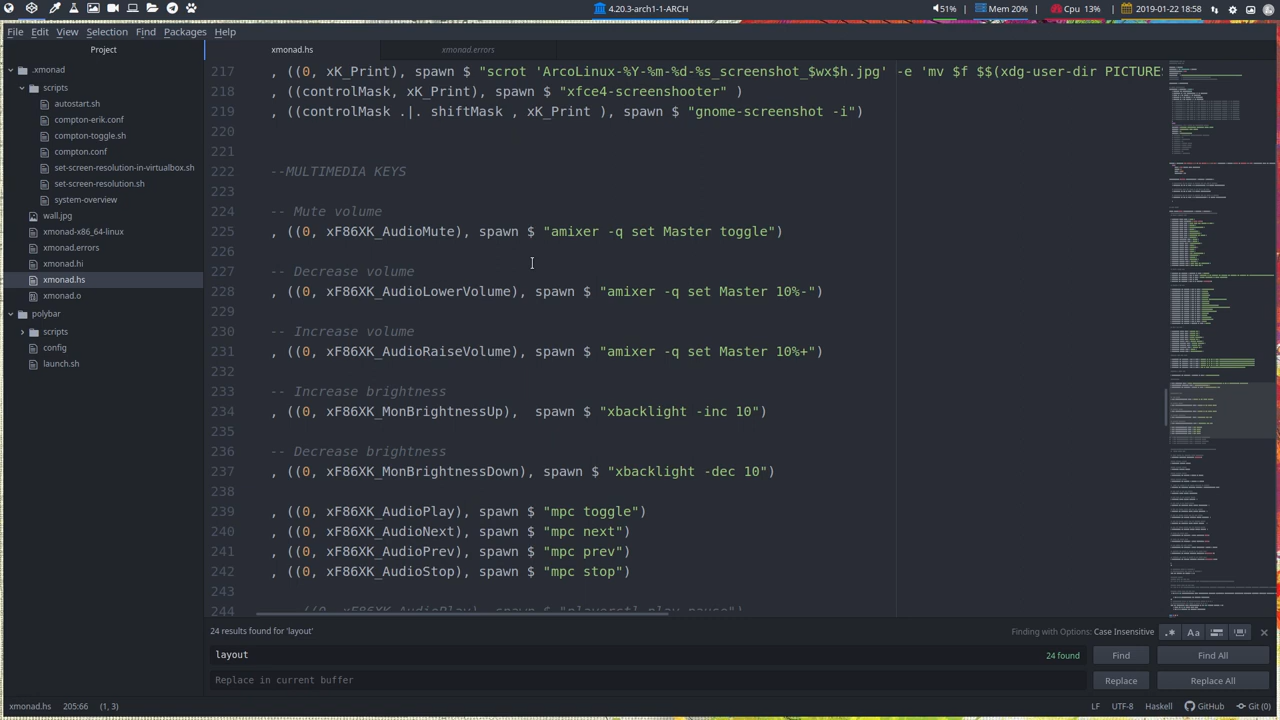 4.20.3-arch1-1-ARCH
51%
Mem 20%
Cpu 13%
2019-01-22 18:58
File Edit View Selection Find Packages Help
Project
xmonad.hs
xmonad.errors
.xmonad
scripts
autostart.sh
compton-erik.conf
compton-toggle.sh
compton.conf
set-screen-resolution-in-virtualbox.sh
set-screen-resolution.sh
system-overview
wall.jpg
xmonad-x86_64-linux
xmonad.errors
xmonad.hi
xmonad.hs
xmonad.o
polybar
scripts
config
launch.sh
217 , ((0, xK_Print), spawn $ "scrot 'ArcoLinux-%Y-%m-%d-%s_screenshot_$wx$h.jpg' -e 'mv $f $$(xdg-user-dir PICTURE
218 , ((controlMask, xK_Print), spawn $ "xfce4-screenshooter" )
219 , ((controlMask .|. shiftMask , xK_Print ), spawn $ "gnome-screenshot -i")
220
221
222 --MULTIMEDIA KEYS
223
224 -- Mute volume
225 , ((0, xF86XK_AudioMute), spawn $ "amixer -q set Master toggle")
226
227 -- Decrease volume
228 , ((0, xF86XK_AudioLowerVolume), spawn $ "amixer -q set Master 10%-")
229
230 -- Increase volume
231 , ((0, xF86XK_AudioRaiseVolume), spawn $ "amixer -q set Master 10%+")
232
233 -- Increase brightness
234 , ((0, xF86XK_MonBrightnessUp), spawn $ "xbacklight -inc 10")
235
236 -- Decrease brightness
237 , ((0, xF86XK_MonBrightnessDown), spawn $ "xbacklight -dec 10")
238
239 , ((0, xF86XK_AudioPlay), spawn $ "mpc toggle")
240 , ((0, xF86XK_AudioNext), spawn $ "mpc next")
241 , ((0, xF86XK_AudioPrev), spawn $ "mpc prev")
242 , ((0, xF86XK_AudioStop), spawn $ "mpc stop")
243
244 , ((0, xF86XK_AudioPlay), spawn $ "playerctl play-pause")
24 results found for 'layout'
Finding with Options: Case Insensitive
.* Aa
layout
24 found
Find
Find All
Replace in current buffer
Replace
Replace All
xmonad.hs 205:66 (1, 3)
LF UTF-8 Haskell GitHub Git (0)